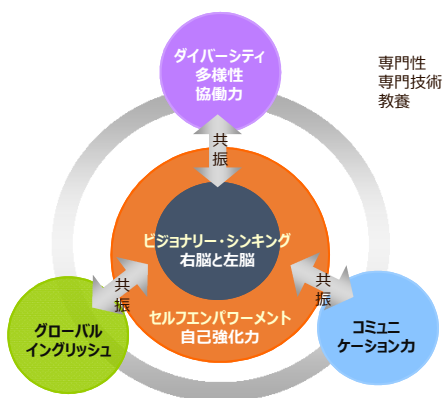 ダイバーシティ
多様性
協働力
専門性
専門技術
教養
共
振
ビジョナリー・シンキング
右脳と左脳
共
振
共
振
セルフエンパワーメント
自己強化力
グローバル
イングリッシュ
コミュニ
ケーション力